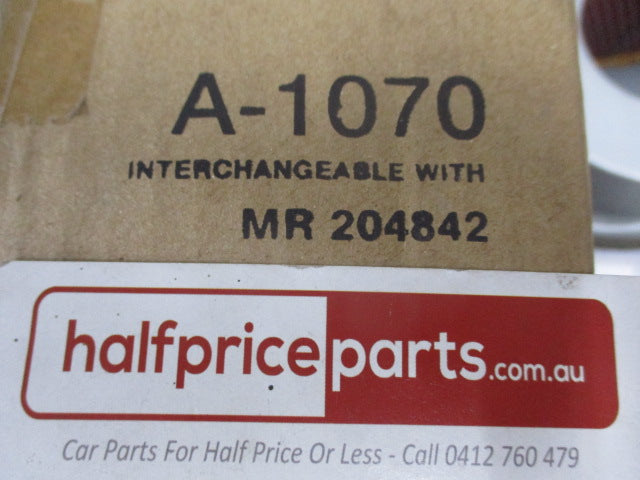 A-1070
INTERCHANGEABLE WITH
MR 204842
halfpriceparts.com.au
Car Parts For Half Price Or Less - Call 0412 760 479